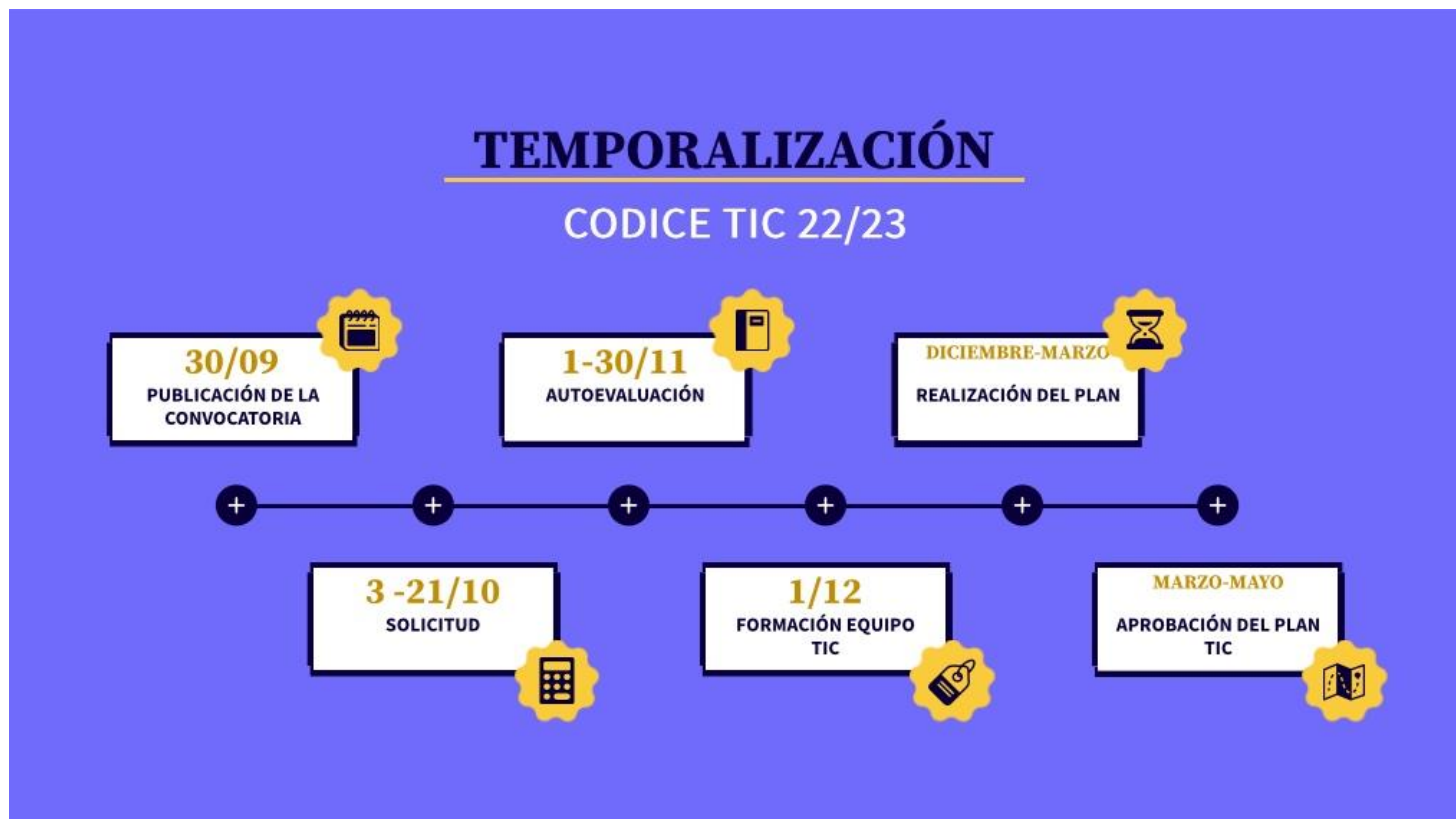 TEMPORALIZACIÓN
CODICE TIC 22/23
30/09
PUBLICACIÓN DE LA
CONVOCATORIA
1-30/11
AUTOEVALUACIÓN
DICIEMBRE-MARZO
REALIZACIÓN DEL PLAN
3 -21/10
SOLICITUD
1/12
FORMACIÓN EQUIPO
TIC
MARZO-MAYO
APROBACIÓN DEL PLAN
TIC